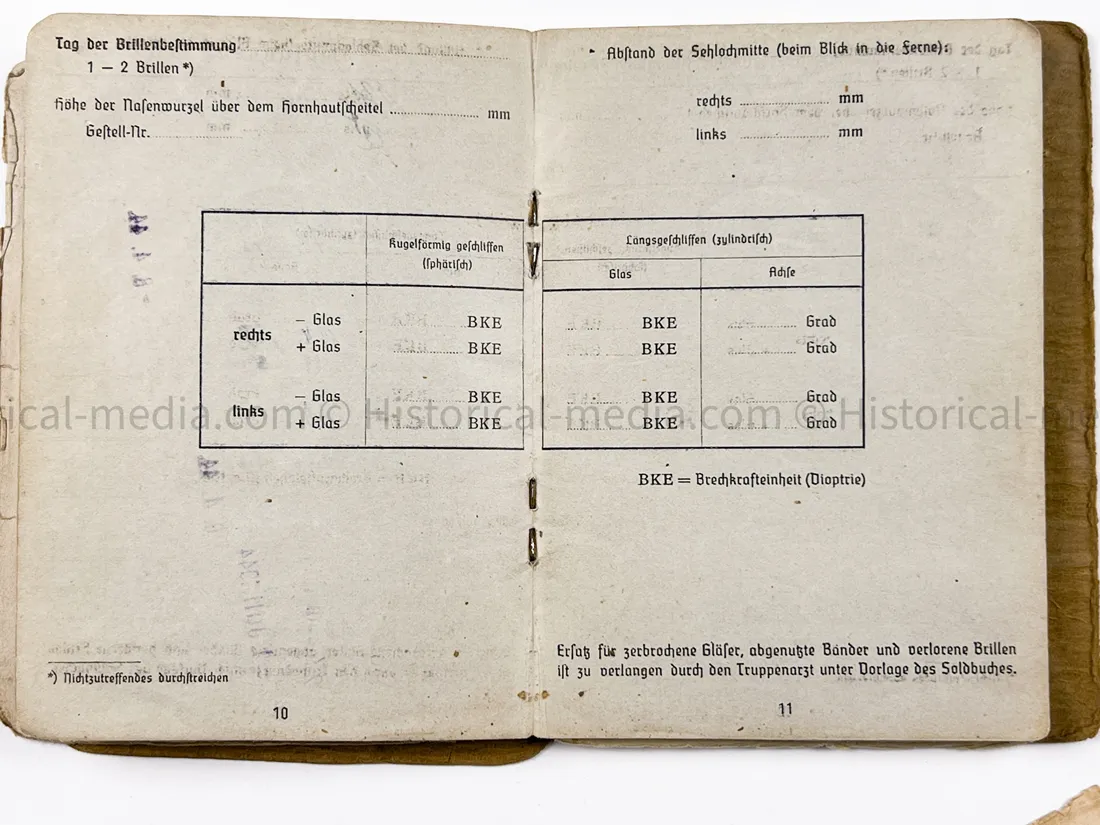 Tag der Brillenbestimmung
1 – 2 Brillen *)
Höhe der Nasenwurzel über dem Hornhautscheitel .................... mm
Gestell-Nr. ....................
Kugelförmig geschliffen
(sphärisch)
rechts
– Glas BKE
+ Glas BKE
links
– Glas BKE
+ Glas BKE
*) Nichtzutreffendes durchstreichen
10
Abstand der Sehlochmitte (beim Blick in die Ferne):
rechts .................... mm
links .................... mm
Längsgeschliffen (zylindrisch)
Glas Achse
BKE Grad
BKE Grad
BKE Grad
BKE Grad
BKE = Brechkrafteinheit (Dioptrie)
Ersatz für zerbrochene Gläser, abgenutzte Bänder und verlorene Brillen
ist zu verlangen durch den Truppenarzt unter Vorlage des Soldbuches.
11
rical-media.com © Historical-media.com © Historical-me